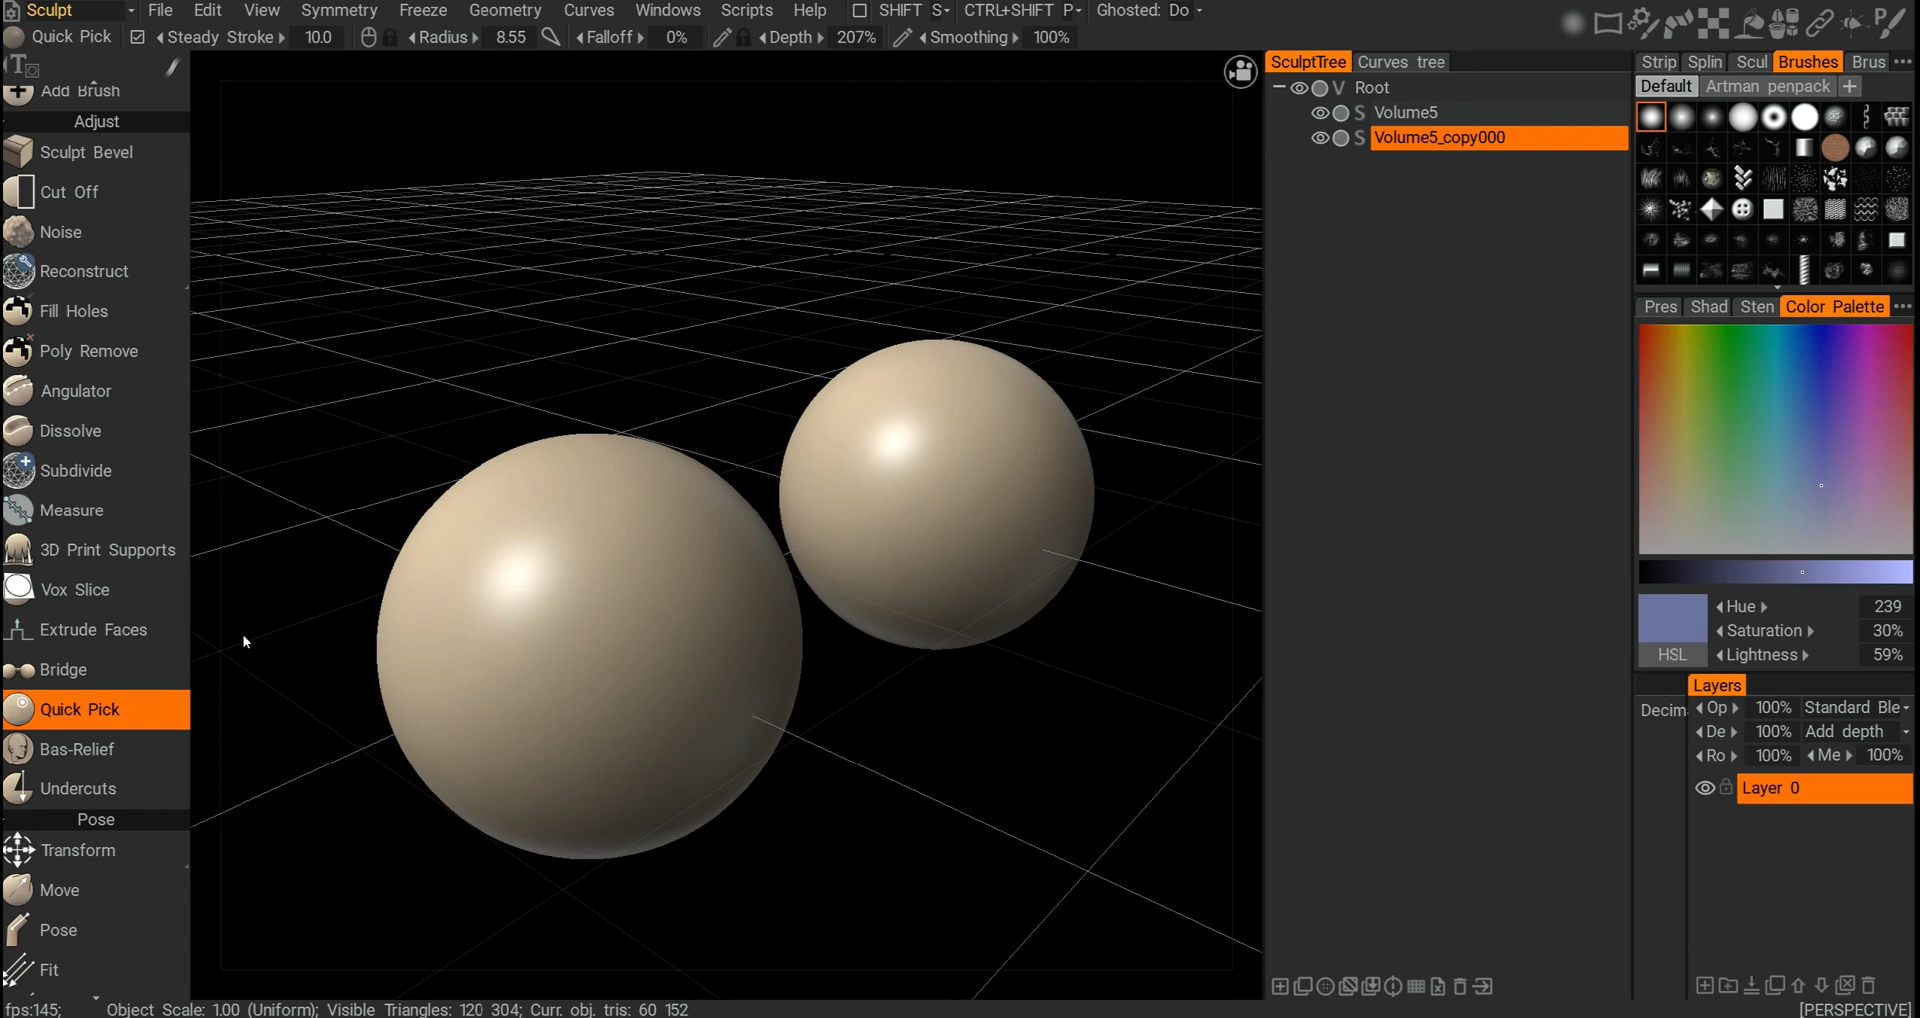 Sculpt File Edit View Symmetry Freeze Geometry Curves Windows Scripts Help SHIFT S CTRL+SHIFT P Ghosted: Do
Quick Pick Steady Stroke 10.0 Radius 8.55 Falloff 0% Depth 207% Smoothing 100%
Add Brush
Adjust
Sculpt Bevel
Cut Off
Noise
Reconstruct
Fill Holes
Poly Remove
Angulator
Dissolve
Subdivide
Measure
3D Print Supports
Vox Slice
Extrude Faces
Bridge
Quick Pick
Bas-Relief
Undercuts
Pose
Transform
Move
Pose
Fit
SculptTree Curves tree
V Root
S Volume5
S Volume5_copy000
Strip Splin Scul Brushes Brus
Default Artman penpack
Pres Shad Sten Color Palette
Hue 239
Saturation 30%
HSL Lightness 59%
Layers
Decim
Op 100% Standard Ble
De 100% Add depth
Ro 100% Me 100%
Layer 0
fps:145; Object Scale: 1.00 (Uniform); Visible Triangles: 120 304; Curr. obj. tris: 60 152 [PERSPECTIVE]